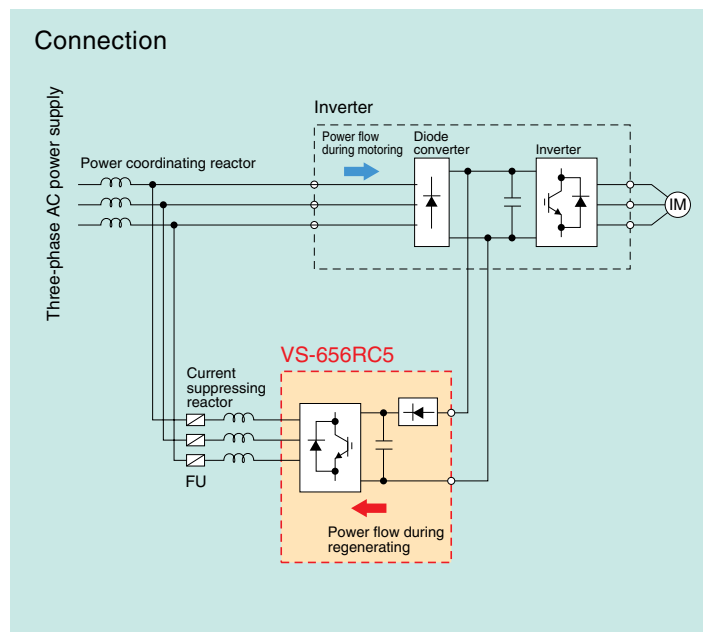 Connection
Three-phase AC power supply
Power coordinating reactor
Inverter
Power flow
during motoring
Diode
converter
Inverter
IM
VS-656RC5
Current
suppressing
reactor
FU
Power flow during
regenerating